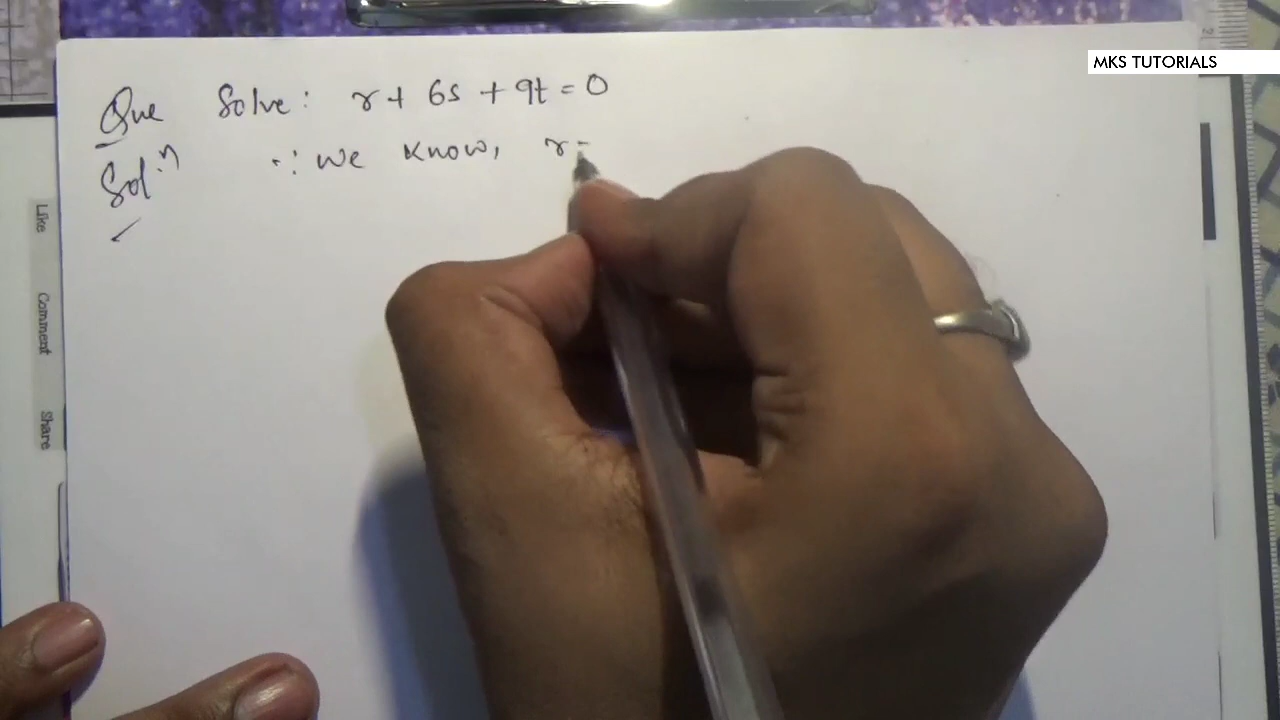 MKS TUTORIALS
Que Solve: r + 6s + 9t = 0
Sol.n ∵ we know, r =
Like
Comment
Share